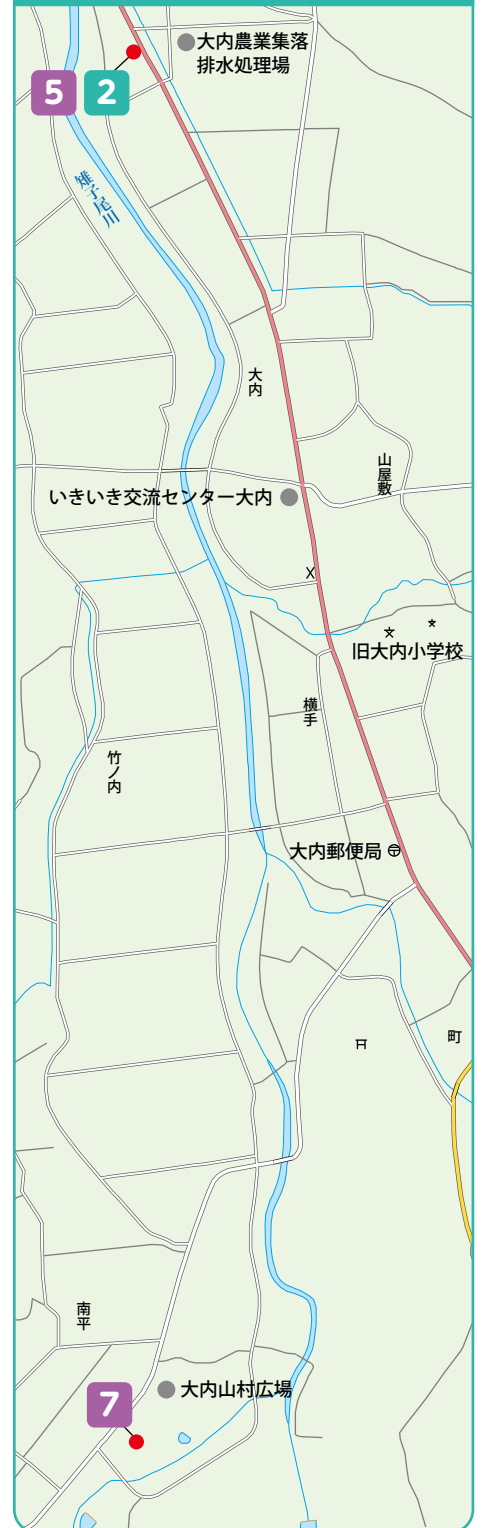 大内農業集落
排水処理場
5
2
雉子尾川
大内
山屋敷
いきいき交流センター大内
旧大内小学校
横手
竹ノ内
大内郵便局
町
南平
大内山村広場
7